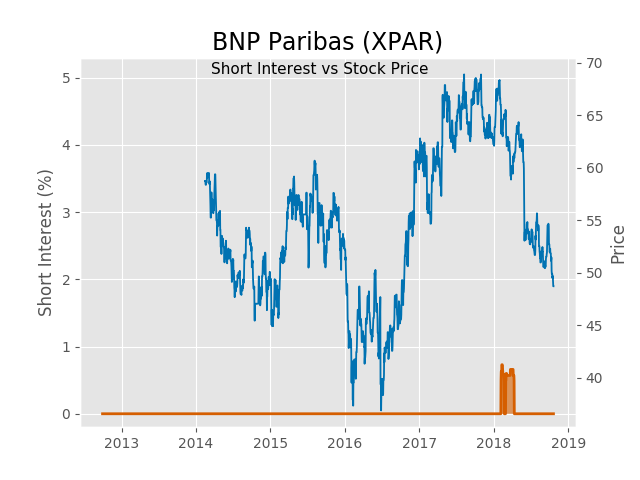 BNP Paribas (XPAR)
Short Interest vs Stock Price
Short Interest (%)
5
4
3
2
1
0
70
65
60
55
50
45
40
Price
2013 2014 2015 2016 2017 2018 2019